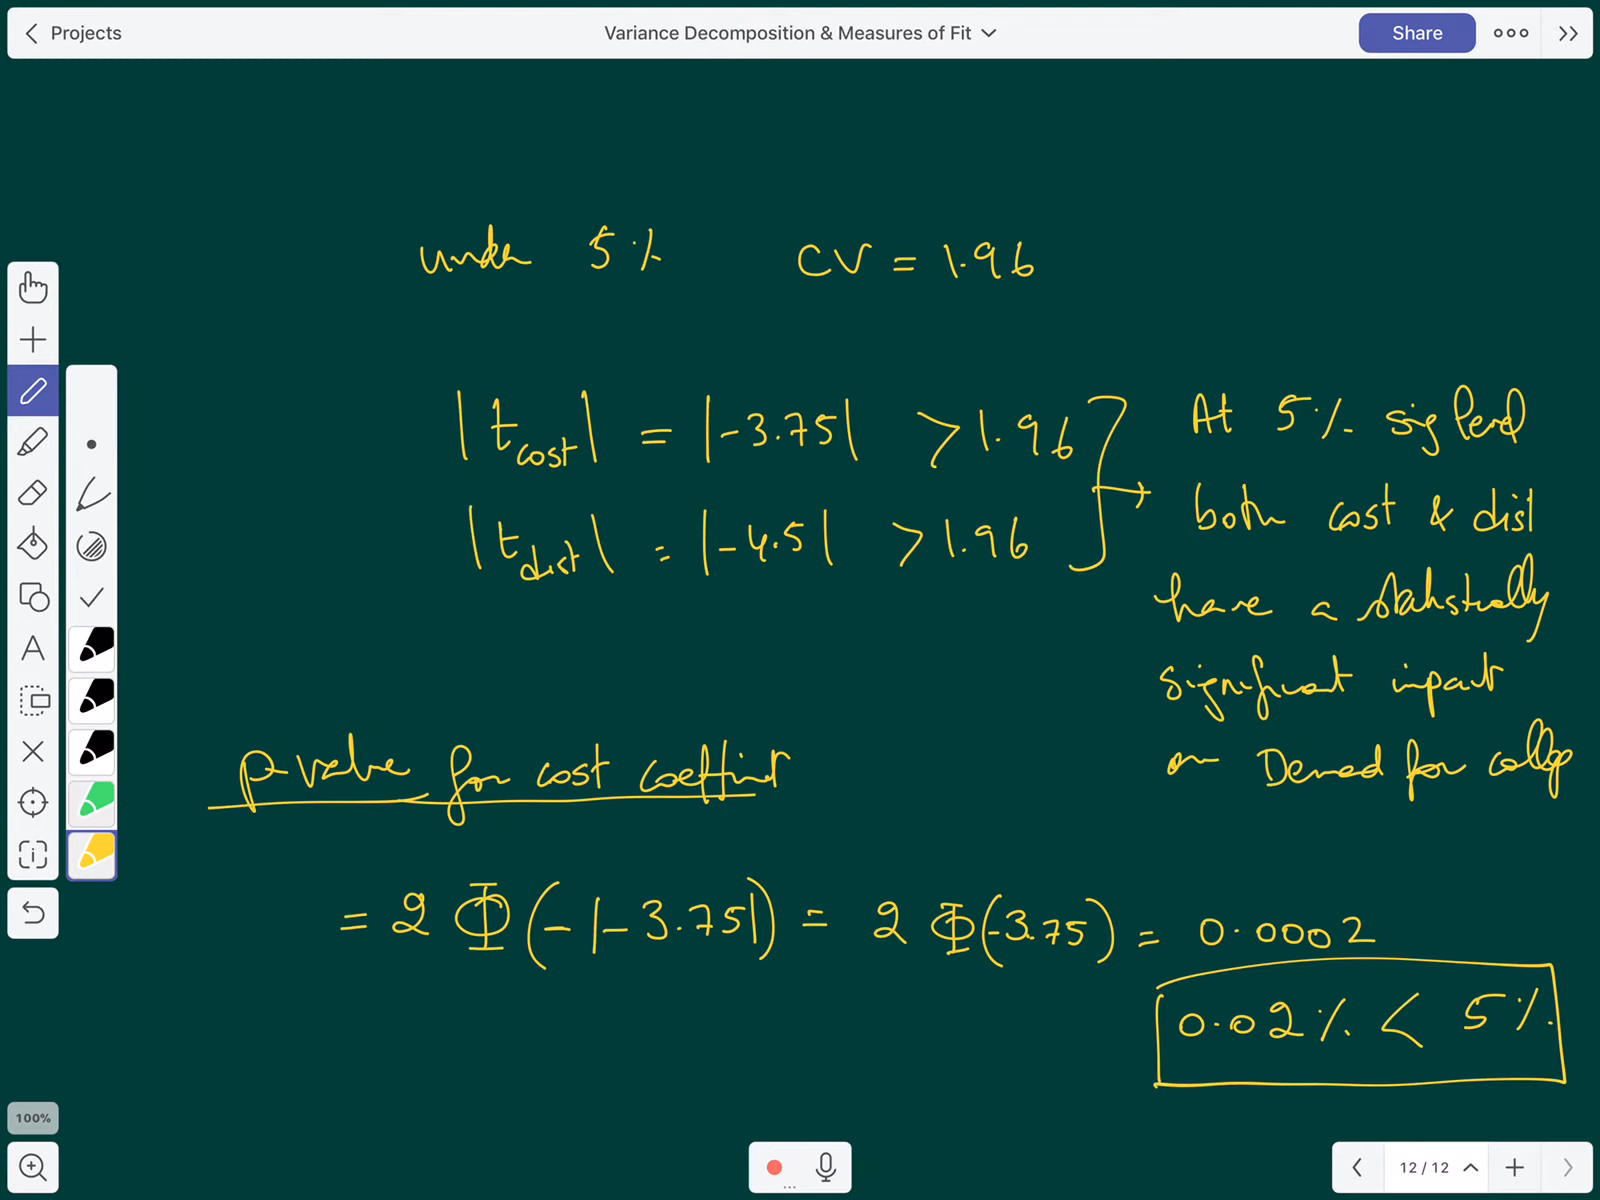 Projects
Variance Decomposition & Measures of Fit
Share
under 5% CV = 1.96
|t_cost| = |-3.75| > 1.96
|t_dist| = |-4.5| > 1.96
At 5% sig level
both cost & dist
have a statistically
significant impact
on Demand for college
p-value for cost coefficient
= 2 Φ(-|-3.75|) = 2 Φ(-3.75) = 0.0002
0.02% < 5%
100%
12 / 12